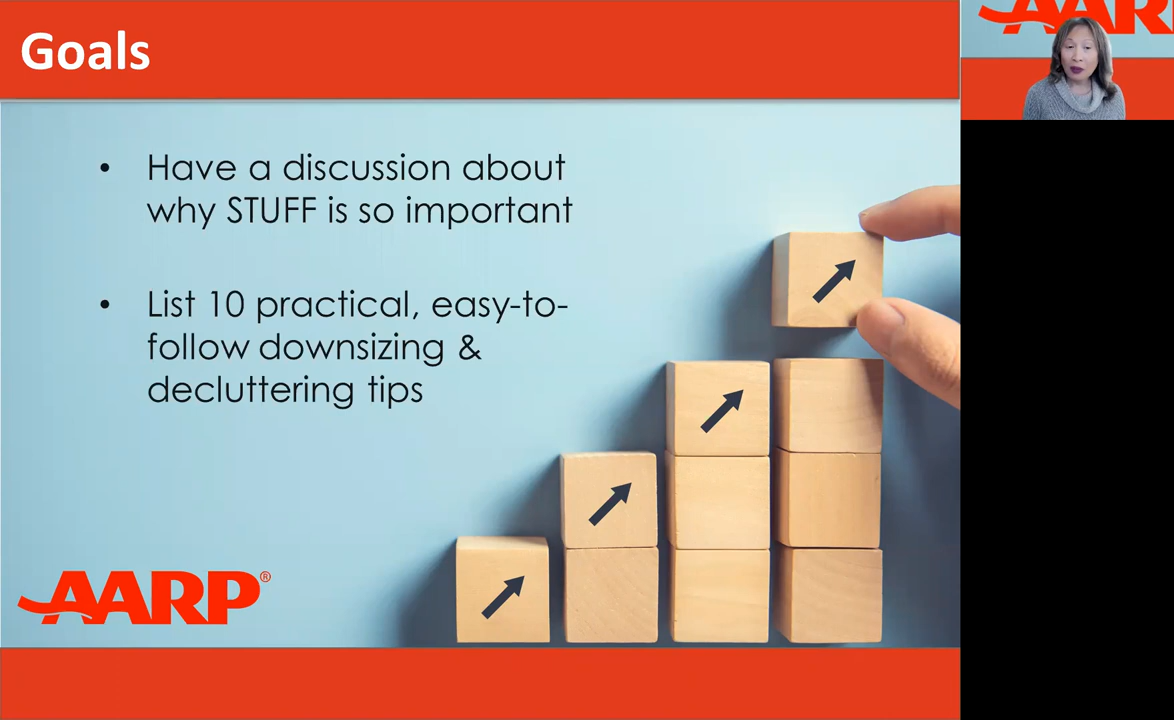 Goals
• Have a discussion about
why STUFF is so important
• List 10 practical, easy-to-
follow downsizing &
decluttering tips
AARP®
AAR